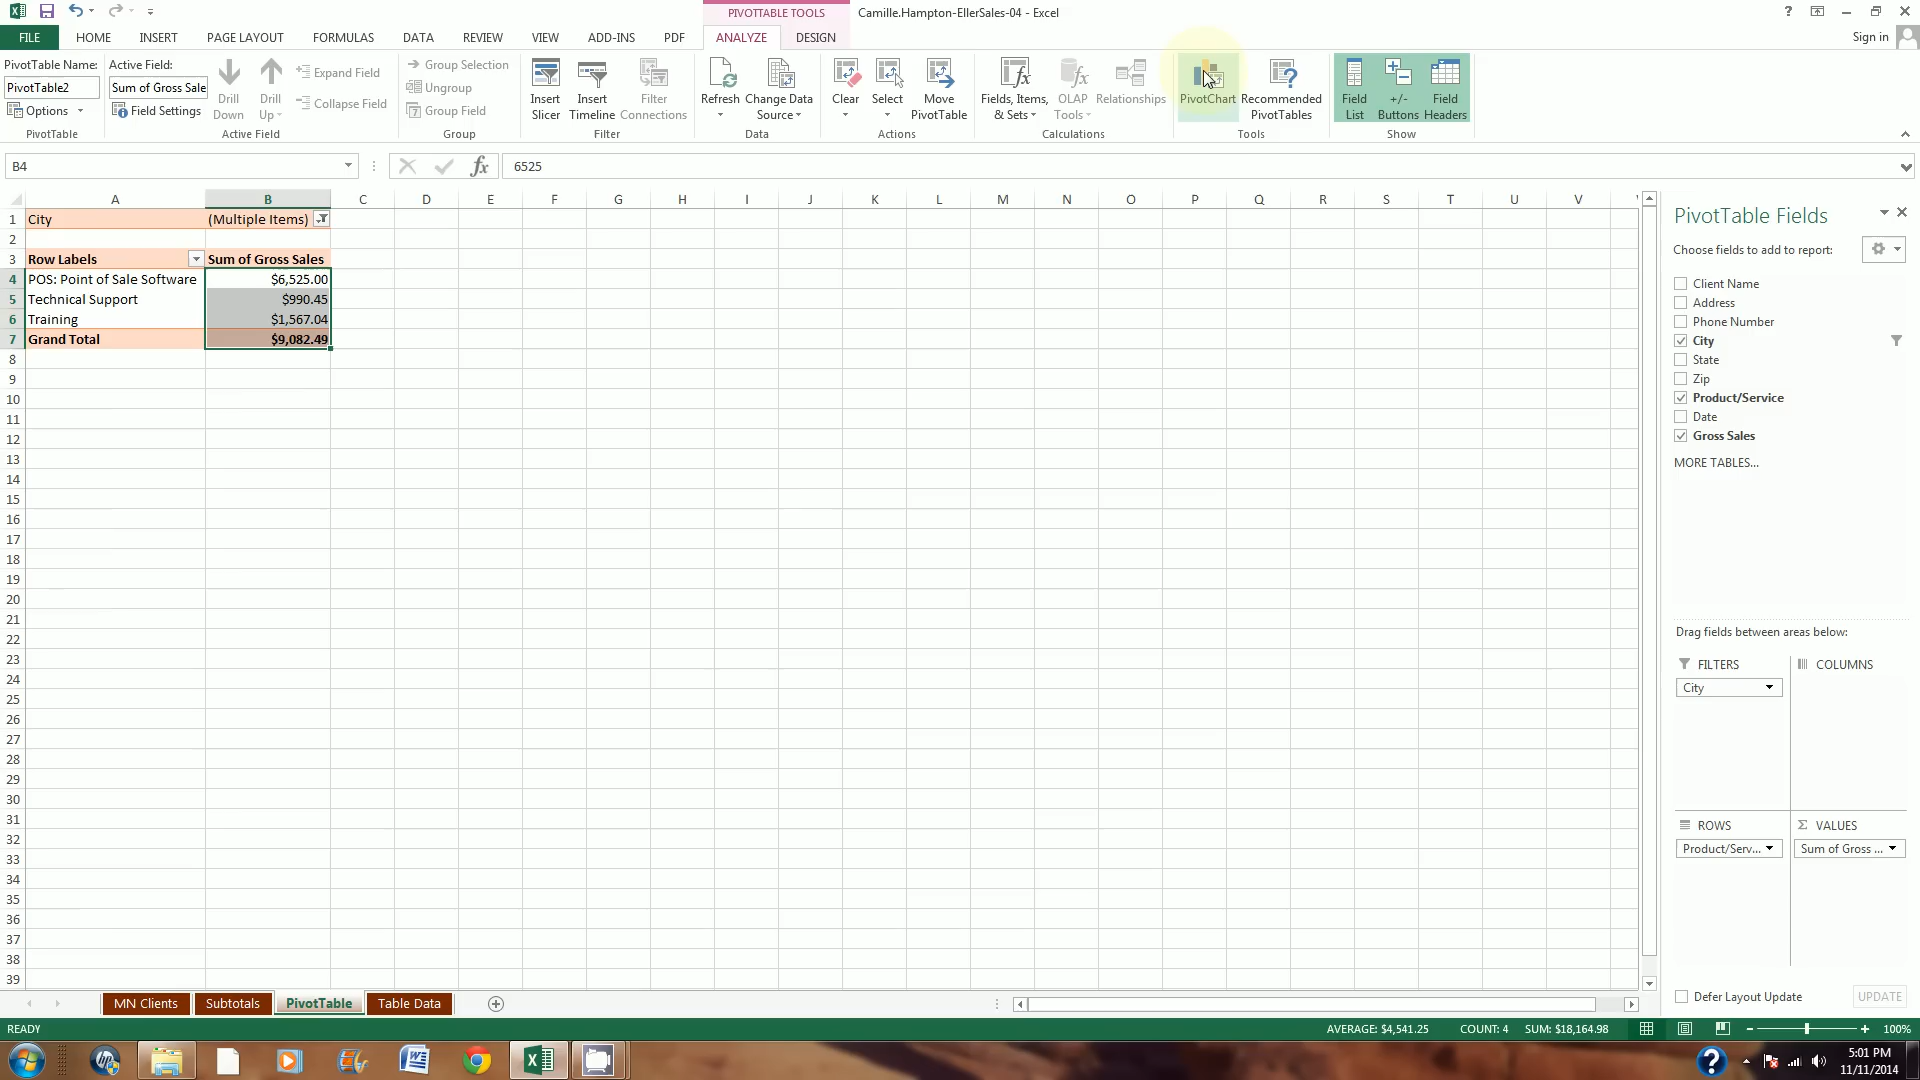 PIVOTTABLE TOOLS
Camille.Hampton-EllerSales-04 - Excel
?
FILE HOME INSERT PAGE LAYOUT FORMULAS DATA REVIEW VIEW ADD-INS PDF ANALYZE DESIGN
Sign in
PivotTable Name:
PivotTable2
Options
PivotTable
Active Field:
Sum of Gross Sale
Field Settings
Drill
Down
Drill
Up
Expand Field
Collapse Field
Active Field
Group Selection
Ungroup
Group Field
Group
Insert
Slicer
Insert
Timeline
Filter
Connections
Filter
Refresh
Change Data
Source
Data
Clear
Select
Move
PivotTable
Actions
Fields, Items,
& Sets
OLAP
Tools
Relationships
Calculations
PivotChart
Recommended
PivotTables
Tools
Field
List
+/-
Buttons
Field
Headers
Show
B4
fx
6525
A B C D E F G H I J K L M N O P Q R S T U V
1 City (Multiple Items)
2
3 Row Labels Sum of Gross Sales
4 POS: Point of Sale Software $6,525.00
5 Technical Support $990.45
6 Training $1,567.04
7 Grand Total $9,082.49
8
9
10
11
12
13
14
15
16
17
18
19
20
21
22
23
24
25
26
27
28
29
30
31
32
33
34
35
36
37
38
39
PivotTable Fields
Choose fields to add to report:
Client Name
Address
Phone Number
City
State
Zip
Product/Service
Date
Gross Sales
MORE TABLES...
Drag fields between areas below:
FILTERS
City
COLUMNS
ROWS
Product/Serv...
Σ VALUES
Sum of Gross ...
Defer Layout Update
UPDATE
MN Clients Subtotals PivotTable Table Data
READY
AVERAGE: $4,541.25 COUNT: 4 SUM: $18,164.98
100%
5:01 PM
11/11/2014